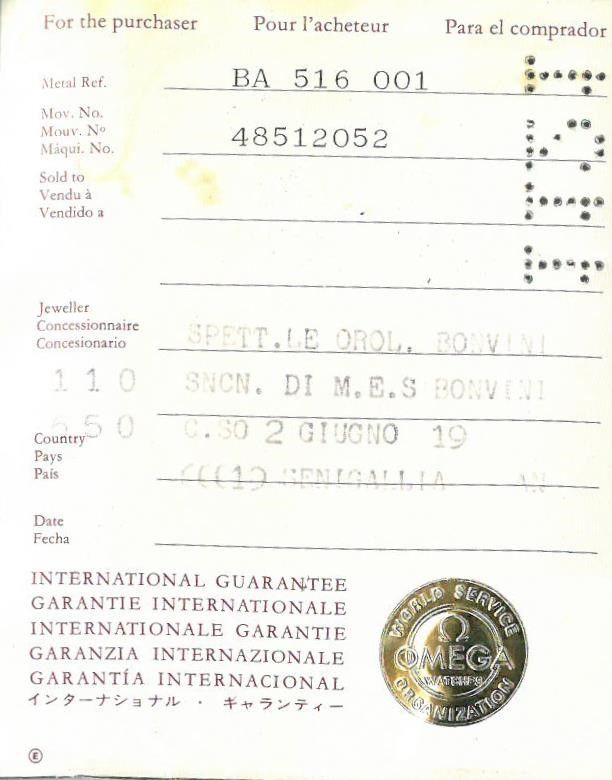 For the purchaser Pour l'acheteur Para el comprador
Metal Ref. BA 516 001
Mov. No.
Mouv. Nº 48512052
Máqui. No.
Sold to
Vendu à
Vendido a
Jeweller
Concessionnaire
Concesionario SPETT.LE OROL. BONVINI
110 SNCN. DI M.E.S BONVINI
Country 50 C.SO 2 GIUGNO 19
Pays
País SENIGALLIA AN
Date
Fecha
INTERNATIONAL GUARANTEE
GARANTIE INTERNATIONALE
INTERNATIONALE GARANTIE
GARANZIA INTERNAZIONALE
GARANTÍA INTERNACIONAL
インターナショナル・ギャランティー
WORLD SERVICE
Ω
OMEGA
WATCHES
ORGANIZATION
E